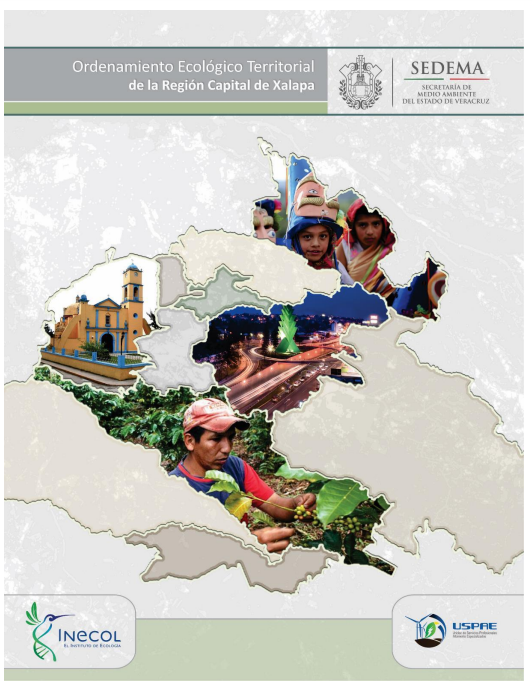 Ordenamiento Ecológico Territorial
de la Región Capital de Xalapa
SEDEMA
SECRETARÍA DE
MEDIO AMBIENTE
DEL ESTADO DE VERACRUZ
INECOL
EL INSTITUTO DE ECOLOGÍA
USPAE